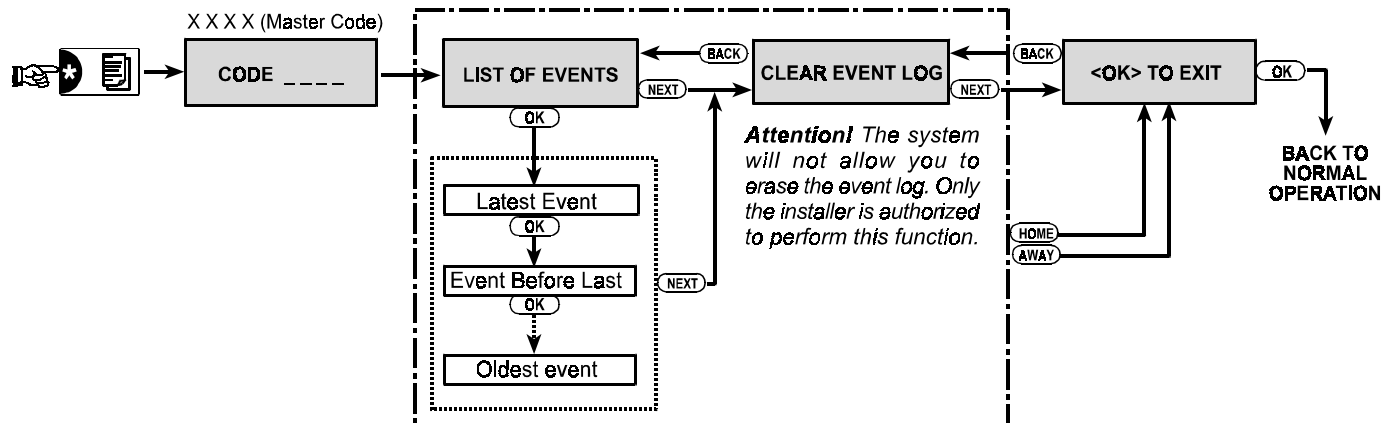 X X X X (Master Code)
*
CODE _ _ _ _
LIST OF EVENTS
BACK
NEXT
CLEAR EVENT LOG
BACK
NEXT
<OK> TO EXIT
OK
BACK TO
NORMAL
OPERATION
OK
Latest Event
OK
Event Before Last
OK
Oldest event
NEXT
Attention! The system
will not allow you to
erase the event log. Only
the installer is authorized
to perform this function.
HOME
AWAY